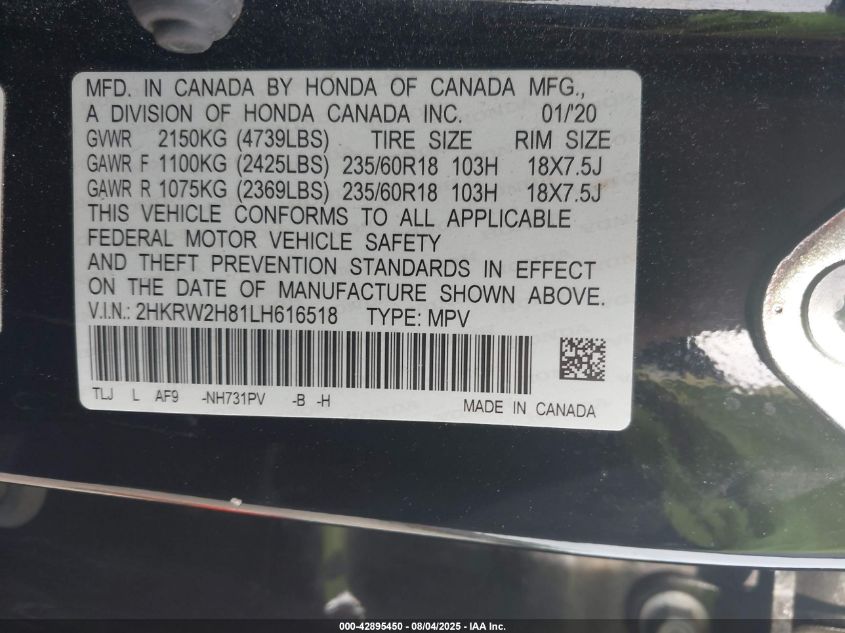 MFD. IN CANADA BY HONDA OF CANADA MFG.,
A DIVISION OF HONDA CANADA INC. 01/'20
GVWR 2150KG (4739LBS) TIRE SIZE RIM SIZE
GAWR F 1100KG (2425LBS) 235/60R18 103H 18X7.5J
GAWR R 1075KG (2369LBS) 235/60R18 103H 18X7.5J
THIS VEHICLE CONFORMS TO ALL APPLICABLE
FEDERAL MOTOR VEHICLE SAFETY
AND THEFT PREVENTION STANDARDS IN EFFECT
ON THE DATE OF MANUFACTURE SHOWN ABOVE.
V.I.N.: 2HKRW2H81LH616518 TYPE: MPV
TLJ L AF9 -NH731PV -B -H MADE IN CANADA
000-42895450 - 08/04/2025 - IAA Inc.